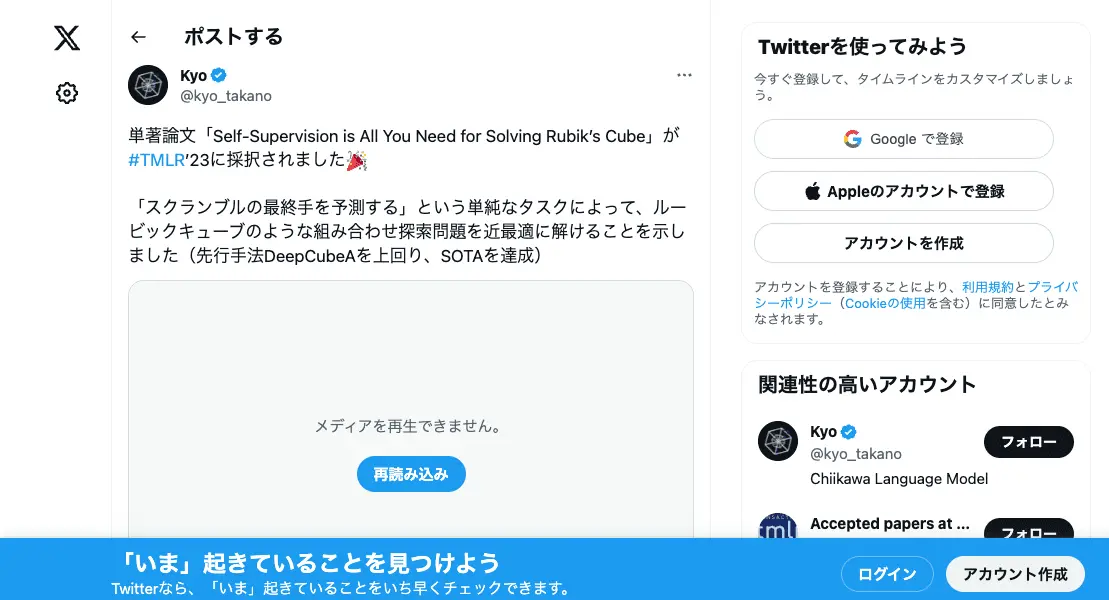 ポストする
Kyo
@kyo_takano
単著論文「Self-Supervision is All You Need for Solving Rubik’s Cube」が
#TMLR’23に採択されました🎉
「スクランブルの最終手を予測する」という単純なタスクによって、ルー
ビックキューブのような組み合わせ探索問題を近最適に解けることを示し
ました（先行手法DeepCubeAを上回り、SOTAを達成）
メディアを再生できません。
再読み込み
Twitterを使ってみよう
今すぐ登録して、タイムラインをカスタマイズしましょ
う。
Google で登録
Appleのアカウントで登録
アカウントを作成
アカウントを登録することにより、利用規約とプライバ
シーポリシー（Cookieの使用を含む）に同意したとみ
なされます。
関連性の高いアカウント
Kyo
@kyo_takano
フォロー
Chiikawa Language Model
Accepted papers at ...
フォロー
「いま」起きていることを見つけよう
Twitterなら、「いま」起きていることをいち早くチェックできます。
ログイン
アカウント作成